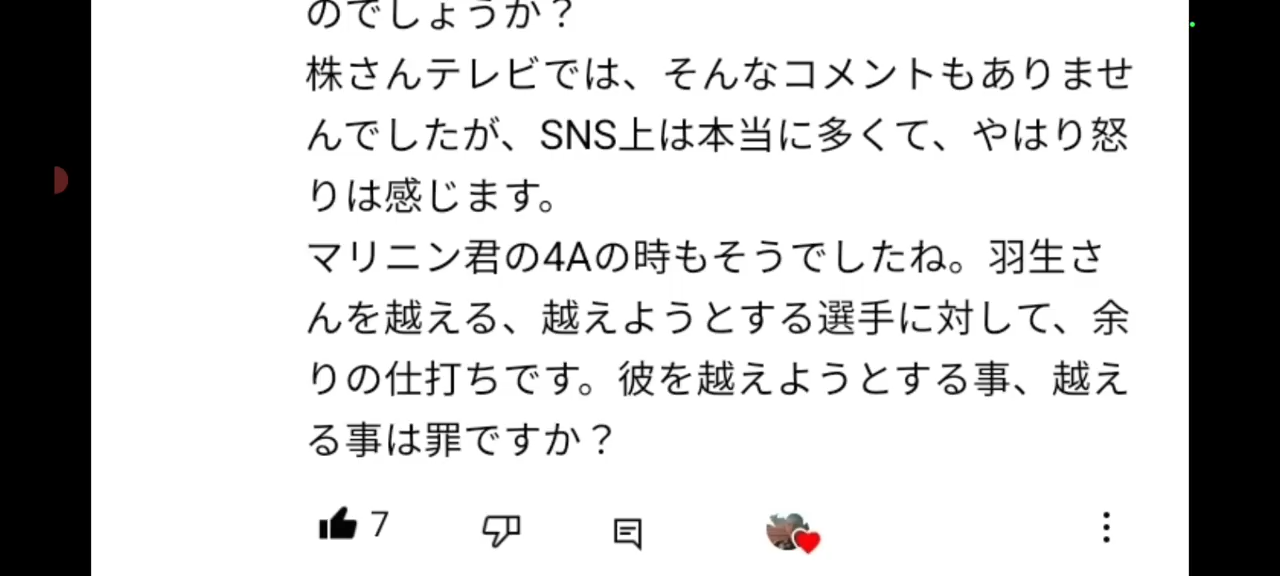 のでしょうか？
株さんテレビでは、そんなコメントもありませ
んでしたが、SNS上は本当に多くて、やはり怒
りは感じます。
マリニン君の4Aの時もそうでしたね。羽生さ
んを越える、越えようとする選手に対して、余
りの仕打ちです。彼を越えようとする事、越え
る事は罪ですか？
7